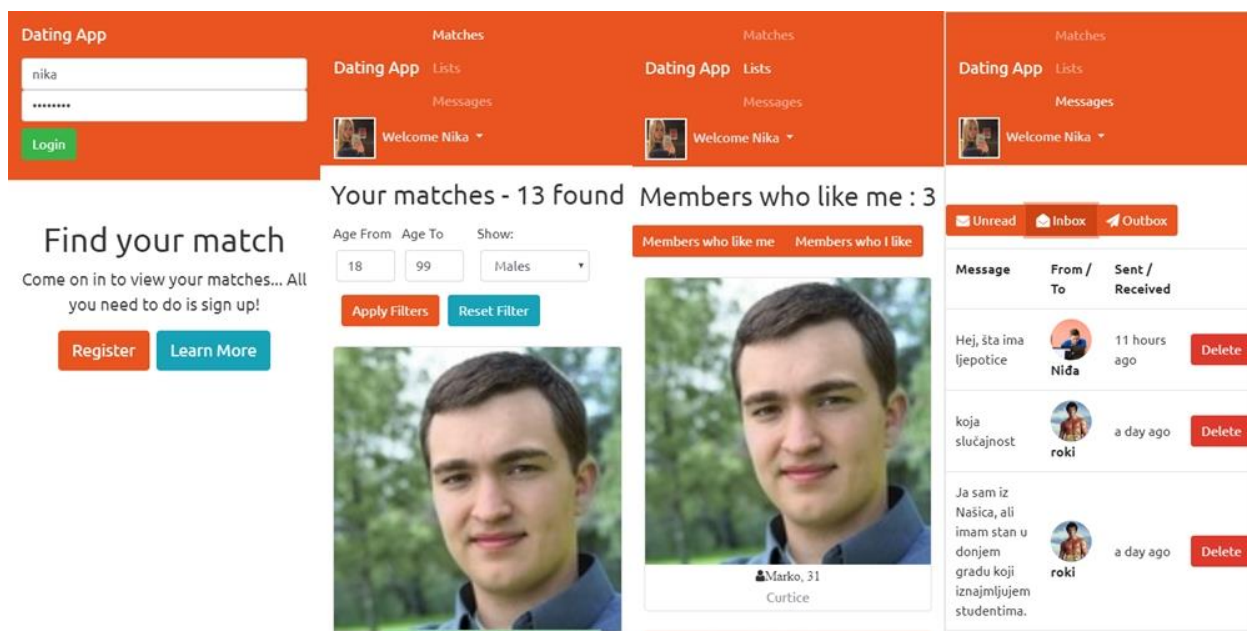 Dating App
nika
••••••••
Login
Find your match
Come on in to view your matches... All
you need to do is sign up!
Register
Learn More
Matches
Dating App
Lists
Messages
Welcome Nika
Your matches - 13 found
Age From
Age To
Show:
18
99
Males
Apply Filters
Reset Filter
Matches
Dating App
Lists
Messages
Welcome Nika
Members who like me : 3
Members who like me
Members who I like
Marko, 31
Curtice
Matches
Dating App
Lists
Messages
Welcome Nika
Unread
Inbox
Outbox
Message
From /
To
Sent /
Received
Hej, šta ima
ljepotice
Niđa
11 hours
ago
Delete
koja
slučajnost
roki
a day ago
Delete
Ja sam iz
Našica, ali
imam stan u
donjem
gradu koji
iznajmljujem
studentima.
roki
a day ago
Delete